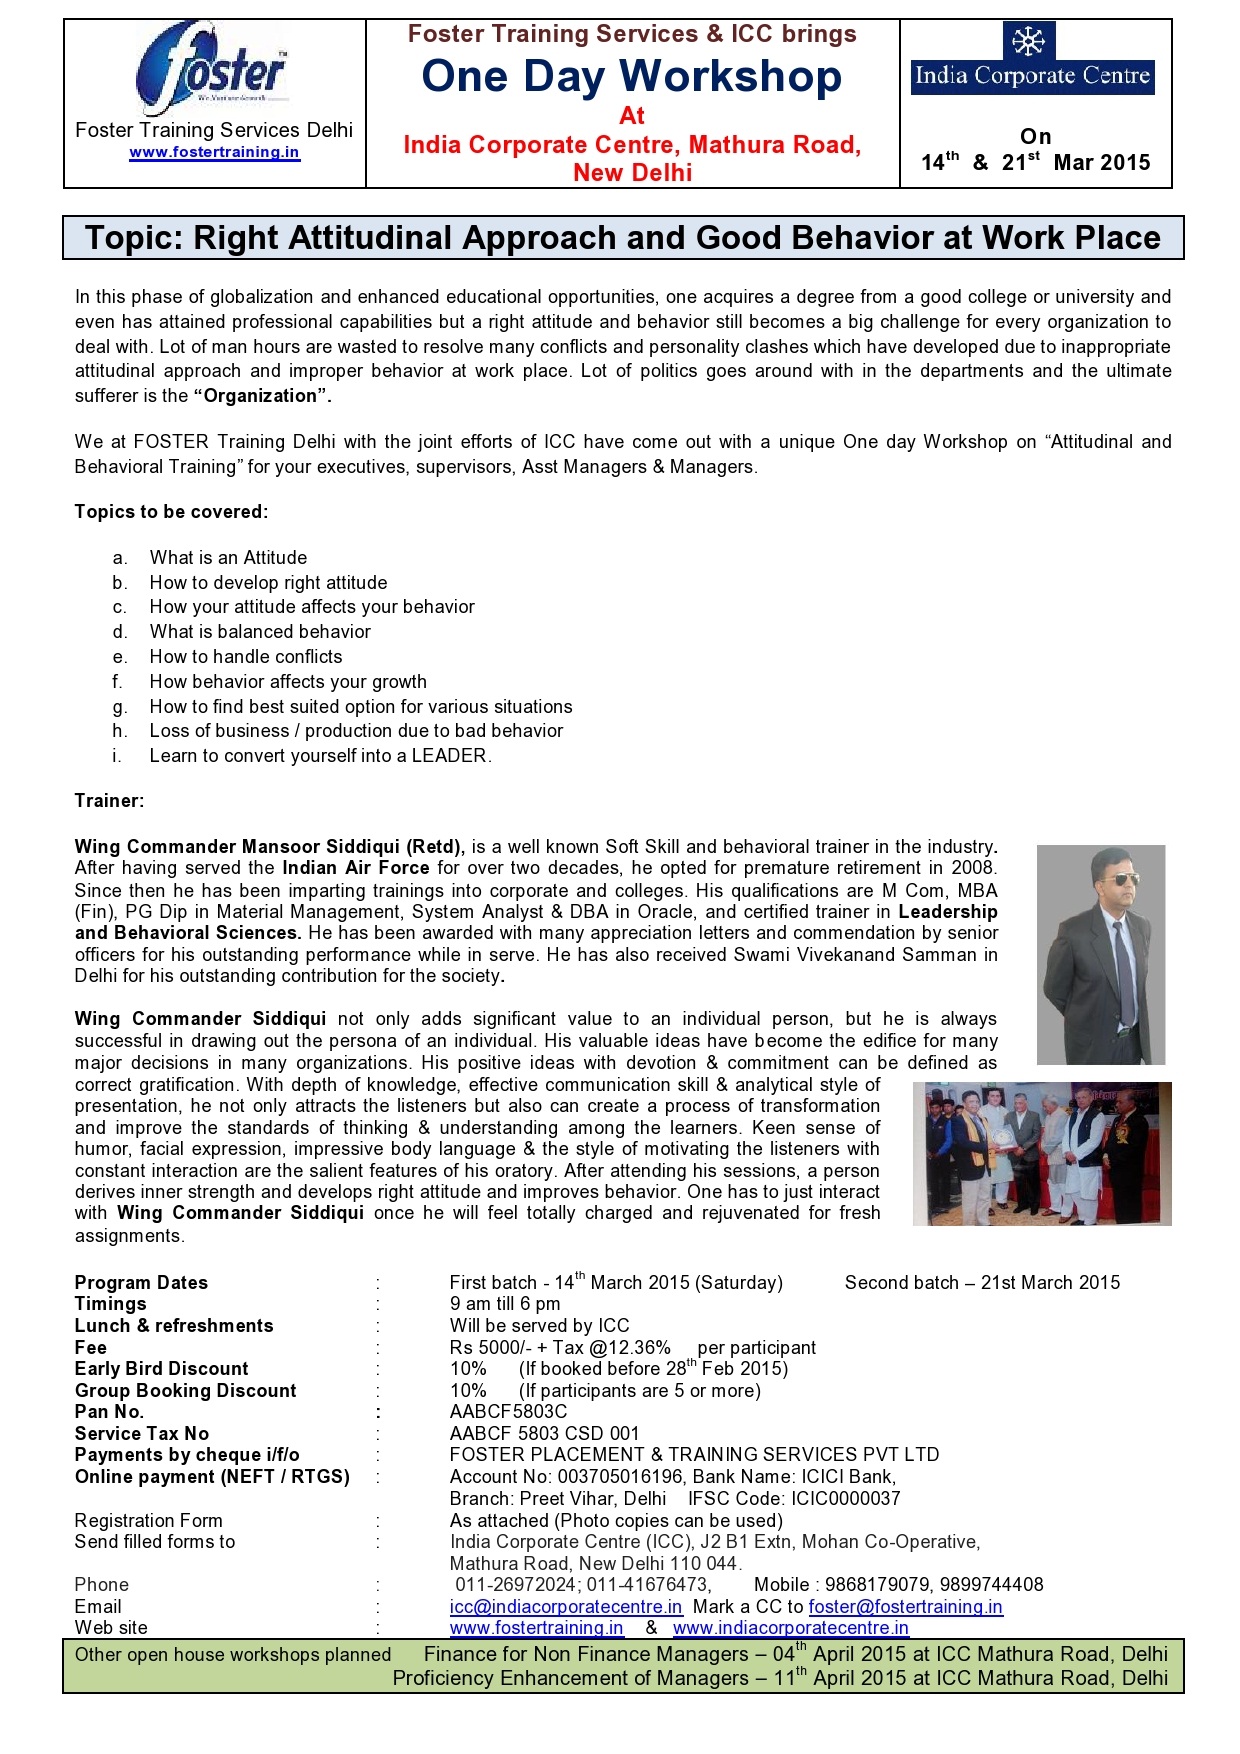 foster™
We Venture beyond
Foster Training Services Delhi
www.fostertraining.in
Foster Training Services & ICC brings
One Day Workshop
At
India Corporate Centre, Mathura Road,
New Delhi
India Corporate Centre
On
14th & 21st Mar 2015
Topic: Right Attitudinal Approach and Good Behavior at Work Place
In this phase of globalization and enhanced educational opportunities, one acquires a degree from a good college or university and
even has attained professional capabilities but a right attitude and behavior still becomes a big challenge for every organization to
deal with. Lot of man hours are wasted to resolve many conflicts and personality clashes which have developed due to inappropriate
attitudinal approach and improper behavior at work place. Lot of politics goes around with in the departments and the ultimate
sufferer is the “Organization”.
We at FOSTER Training Delhi with the joint efforts of ICC have come out with a unique One day Workshop on “Attitudinal and
Behavioral Training” for your executives, supervisors, Asst Managers & Managers.
Topics to be covered:
a. What is an Attitude
b. How to develop right attitude
c. How your attitude affects your behavior
d. What is balanced behavior
e. How to handle conflicts
f. How behavior affects your growth
g. How to find best suited option for various situations
h. Loss of business / production due to bad behavior
i. Learn to convert yourself into a LEADER.
Trainer:
Wing Commander Mansoor Siddiqui (Retd), is a well known Soft Skill and behavioral trainer in the industry.
After having served the Indian Air Force for over two decades, he opted for premature retirement in 2008.
Since then he has been imparting trainings into corporate and colleges. His qualifications are M Com, MBA
(Fin), PG Dip in Material Management, System Analyst & DBA in Oracle, and certified trainer in Leadership
and Behavioral Sciences. He has been awarded with many appreciation letters and commendation by senior
officers for his outstanding performance while in serve. He has also received Swami Vivekanand Samman in
Delhi for his outstanding contribution for the society.
Wing Commander Siddiqui not only adds significant value to an individual person, but he is always
successful in drawing out the persona of an individual. His valuable ideas have become the edifice for many
major decisions in many organizations. His positive ideas with devotion & commitment can be defined as
correct gratification. With depth of knowledge, effective communication skill & analytical style of
presentation, he not only attracts the listeners but also can create a process of transformation
and improve the standards of thinking & understanding among the learners. Keen sense of
humor, facial expression, impressive body language & the style of motivating the listeners with
constant interaction are the salient features of his oratory. After attending his sessions, a person
derives inner strength and develops right attitude and improves behavior. One has to just interact
with Wing Commander Siddiqui once he will feel totally charged and rejuvenated for fresh
assignments.
Program Dates : First batch - 14th March 2015 (Saturday) Second batch – 21st March 2015
Timings : 9 am till 6 pm
Lunch & refreshments : Will be served by ICC
Fee : Rs 5000/- + Tax @12.36% per participant
Early Bird Discount : 10% (If booked before 28th Feb 2015)
Group Booking Discount : 10% (If participants are 5 or more)
Pan No. : AABCF5803C
Service Tax No : AABCF 5803 CSD 001
Payments by cheque i/f/o : FOSTER PLACEMENT & TRAINING SERVICES PVT LTD
Online payment (NEFT / RTGS) : Account No: 003705016196, Bank Name: ICICI Bank,
Branch: Preet Vihar, Delhi IFSC Code: ICIC0000037
Registration Form : As attached (Photo copies can be used)
Send filled forms to : India Corporate Centre (ICC), J2 B1 Extn, Mohan Co-Operative,
Mathura Road, New Delhi 110 044.
Phone : 011-26972024; 011-41676473, Mobile : 9868179079, 9899744408
Email : icc@indiacorporatecentre.in Mark a CC to foster@fostertraining.in
Web site : www.fostertraining.in & www.indiacorporatecentre.in
Other open house workshops planned Finance for Non Finance Managers – 04th April 2015 at ICC Mathura Road, Delhi
Proficiency Enhancement of Managers – 11th April 2015 at ICC Mathura Road, Delhi